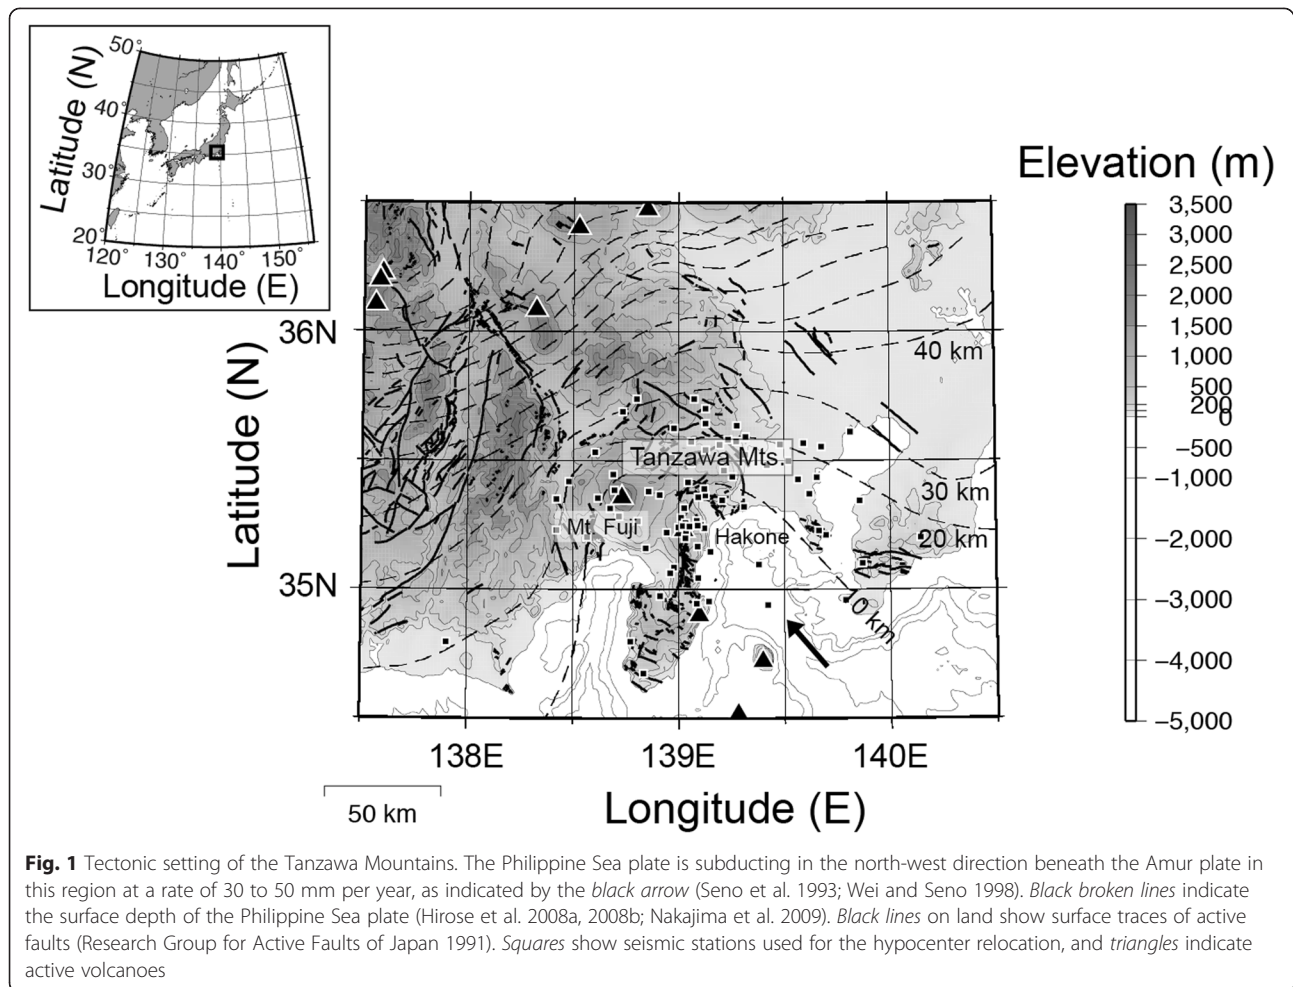 50°
40°
30°
20°
120° 130° 140° 150°
Latitude (N)
Longitude (E)
Elevation (m)
3,500
3,000
2,500
2,000
1,500
1,000
500
200
0
−500
−1,000
−2,000
−3,000
−4,000
−5,000
36N
35N
Latitude (N)
40 km
Tanzawa Mts.
30 km
Mt. Fuji
Hakone
20 km
10 km
138E 139E 140E
Longitude (E)
50 km
Fig. 1 Tectonic setting of the Tanzawa Mountains. The Philippine Sea plate is subducting in the north-west direction beneath the Amur plate in
this region at a rate of 30 to 50 mm per year, as indicated by the black arrow (Seno et al. 1993; Wei and Seno 1998). Black broken lines indicate
the surface depth of the Philippine Sea plate (Hirose et al. 2008a, 2008b; Nakajima et al. 2009). Black lines on land show surface traces of active
faults (Research Group for Active Faults of Japan 1991). Squares show seismic stations used for the hypocenter relocation, and triangles indicate
active volcanoes